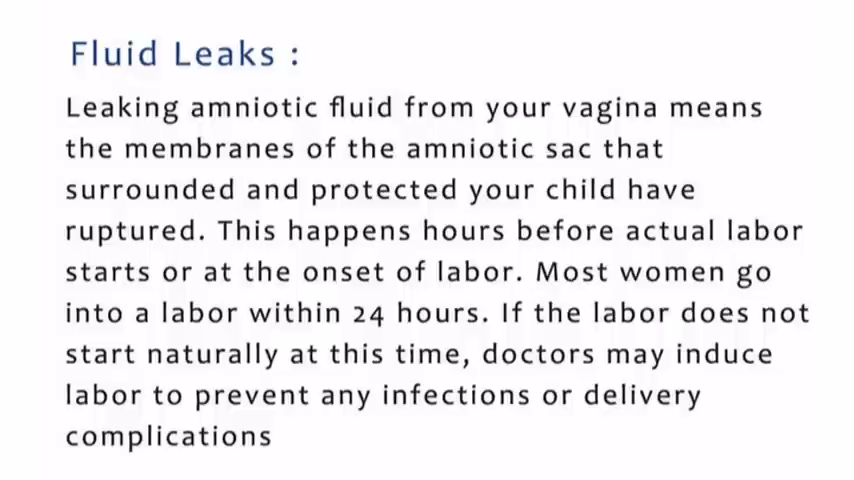 Fluid Leaks :
Leaking amniotic fluid from your vagina means
the membranes of the amniotic sac that
surrounded and protected your child have
ruptured. This happens hours before actual labor
starts or at the onset of labor. Most women go
into a labor within 24 hours. If the labor does not
start naturally at this time, doctors may induce
labor to prevent any infections or delivery
complications